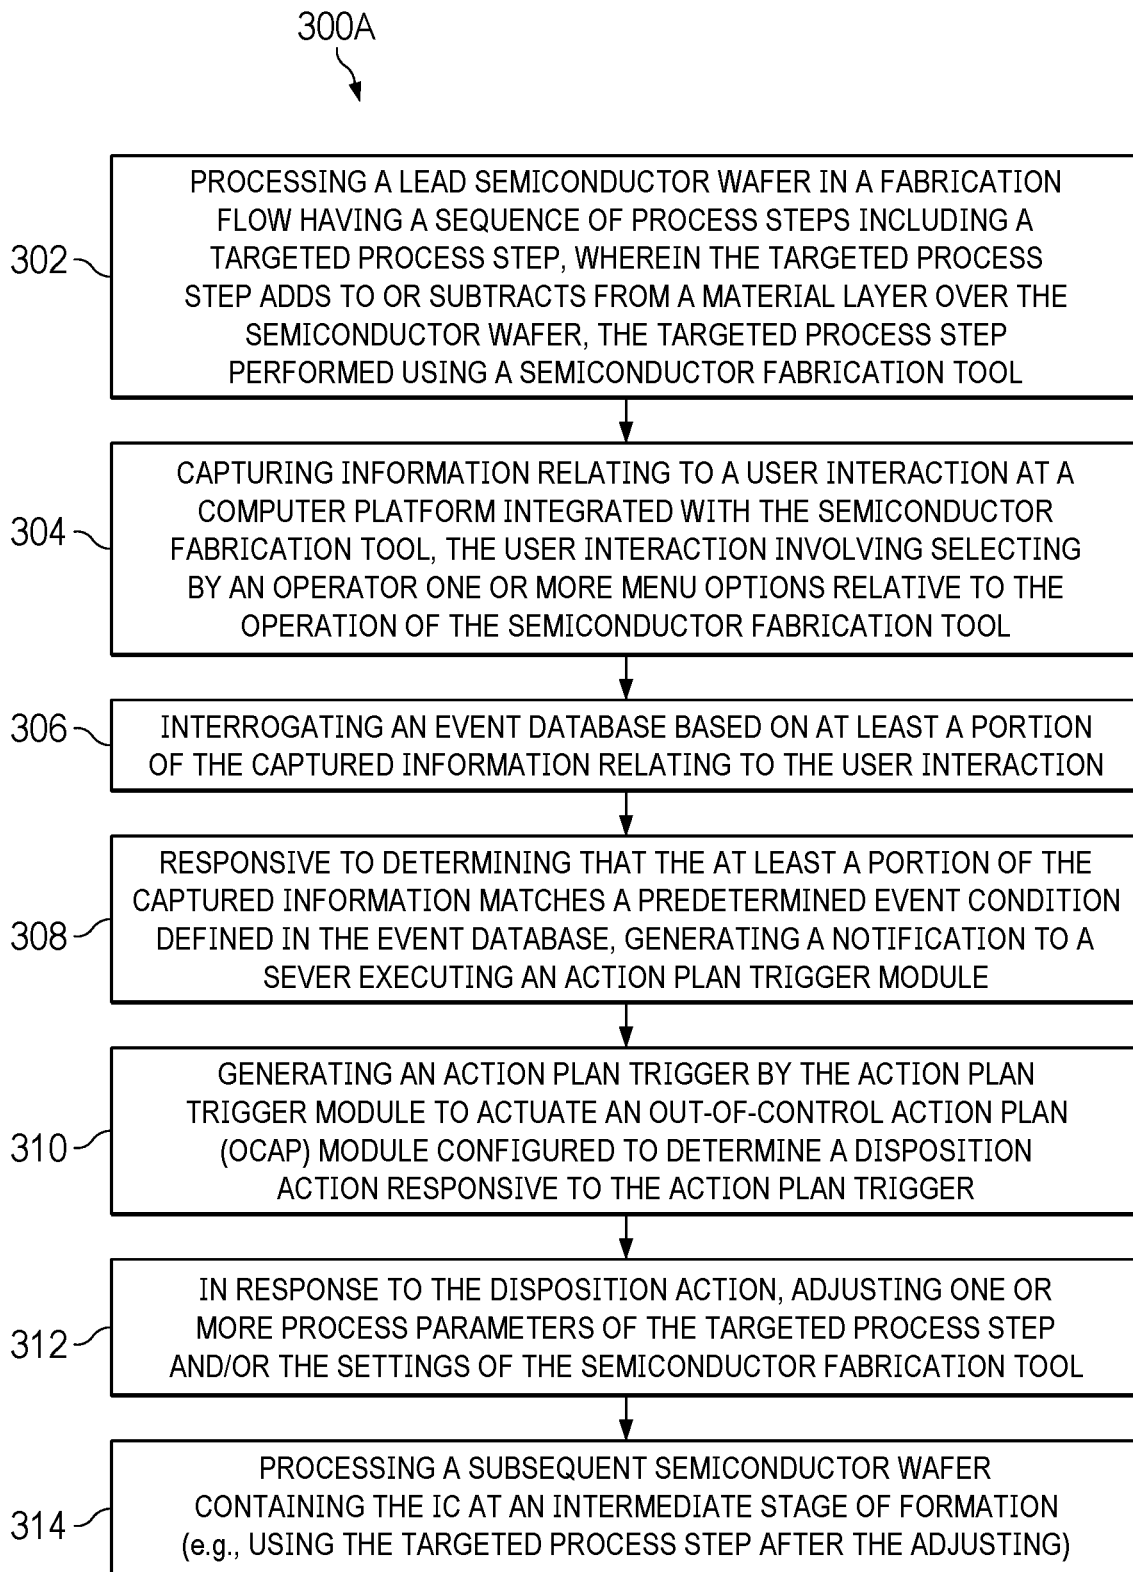 300A
302
PROCESSING A LEAD SEMICONDUCTOR WAFER IN A FABRICATION
FLOW HAVING A SEQUENCE OF PROCESS STEPS INCLUDING A
TARGETED PROCESS STEP, WHEREIN THE TARGETED PROCESS
STEP ADDS TO OR SUBTRACTS FROM A MATERIAL LAYER OVER THE
SEMICONDUCTOR WAFER, THE TARGETED PROCESS STEP
PERFORMED USING A SEMICONDUCTOR FABRICATION TOOL
304
CAPTURING INFORMATION RELATING TO A USER INTERACTION AT A
COMPUTER PLATFORM INTEGRATED WITH THE SEMICONDUCTOR
FABRICATION TOOL, THE USER INTERACTION INVOLVING SELECTING
BY AN OPERATOR ONE OR MORE MENU OPTIONS RELATIVE TO THE
OPERATION OF THE SEMICONDUCTOR FABRICATION TOOL
306
INTERROGATING AN EVENT DATABASE BASED ON AT LEAST A PORTION
OF THE CAPTURED INFORMATION RELATING TO THE USER INTERACTION
308
RESPONSIVE TO DETERMINING THAT THE AT LEAST A PORTION OF THE
CAPTURED INFORMATION MATCHES A PREDETERMINED EVENT CONDITION
DEFINED IN THE EVENT DATABASE, GENERATING A NOTIFICATION TO A
SEVER EXECUTING AN ACTION PLAN TRIGGER MODULE
310
GENERATING AN ACTION PLAN TRIGGER BY THE ACTION PLAN
TRIGGER MODULE TO ACTUATE AN OUT-OF-CONTROL ACTION PLAN
(OCAP) MODULE CONFIGURED TO DETERMINE A DISPOSITION
ACTION RESPONSIVE TO THE ACTION PLAN TRIGGER
312
IN RESPONSE TO THE DISPOSITION ACTION, ADJUSTING ONE OR
MORE PROCESS PARAMETERS OF THE TARGETED PROCESS STEP
AND/OR THE SETTINGS OF THE SEMICONDUCTOR FABRICATION TOOL
314
PROCESSING A SUBSEQUENT SEMICONDUCTOR WAFER
CONTAINING THE IC AT AN INTERMEDIATE STAGE OF FORMATION
(e.g., USING THE TARGETED PROCESS STEP AFTER THE ADJUSTING)